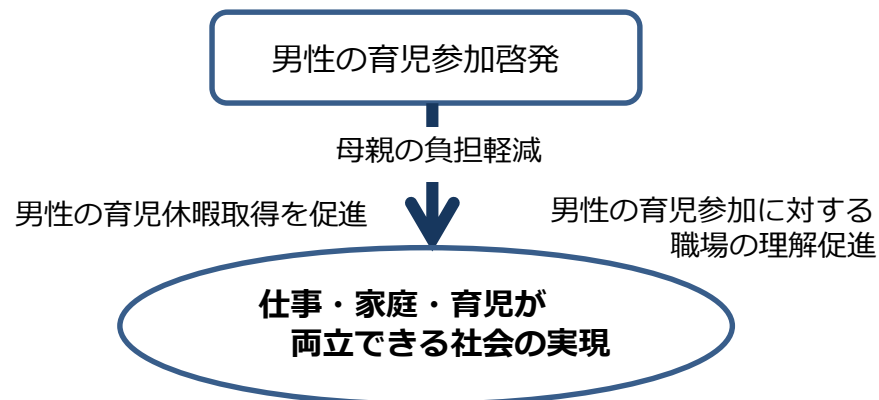 男性の育児参加啓発
母親の負担軽減
男性の育児休暇取得を促進
男性の育児参加に対する
職場の理解促進
仕事・家庭・育児が
両立できる社会の実現